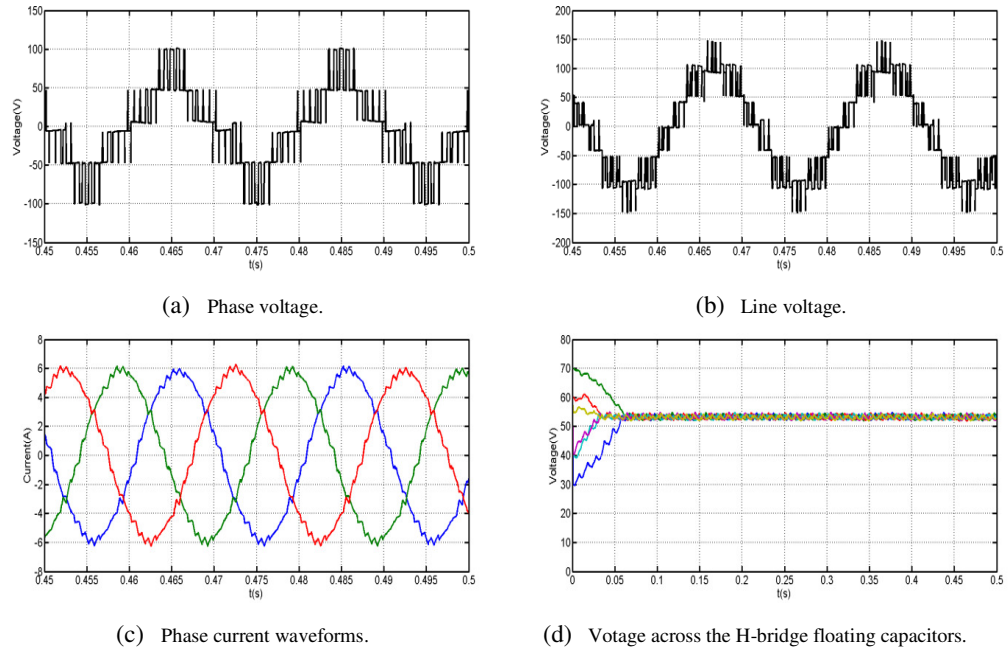 150
100
50
0
-50
-100
-150
Voltage(V)
0.45 0.455 0.46 0.465 0.47 0.475 0.48 0.485 0.49 0.495 0.5
t(s)
(a) Phase voltage.
200
150
100
50
0
-50
-100
-150
-200
Voltage(V)
0.45 0.455 0.46 0.465 0.47 0.475 0.48 0.485 0.49 0.495 0.5
t(s)
(b) Line voltage.
8
6
4
2
0
-2
-4
-6
-8
Current(A)
0.45 0.455 0.46 0.465 0.47 0.475 0.48 0.485 0.49 0.495 0.5
t(s)
(c) Phase current waveforms.
80
70
60
50
40
30
20
10
0
Voltage(V)
0 0.05 0.1 0.15 0.2 0.25 0.3 0.35 0.4 0.45 0.5
t(s)
(d) Votage across the H-bridge floating capacitors.